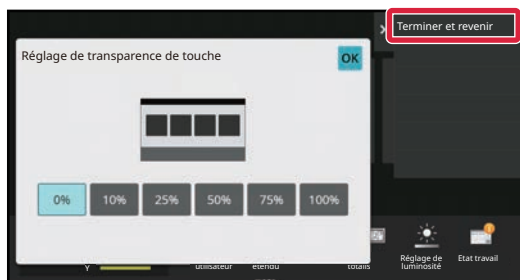 Terminer et revenir
Réglage de transparence de touche
OK
0% 10% 25% 50% 75% 100%
Réglage de
luminosité
Etat travail
Y
utilisateur
étendu
totalis